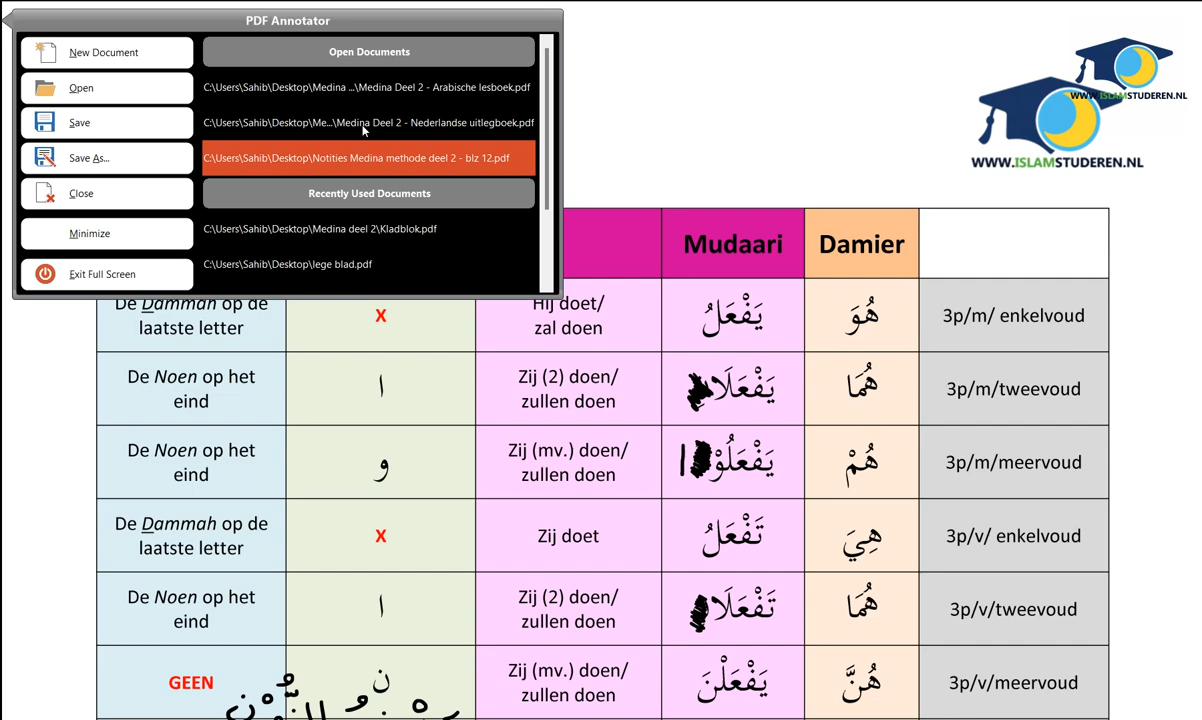 PDF Annotator
New Document
Open
Save
Save As...
Close
Minimize
Exit Full Screen
Open Documents
C:\Users\Sahib\Desktop\Medina ...\Medina Deel 2 - Arabische lesboek.pdf
C:\Users\Sahib\Desktop\Me...\Medina Deel 2 - Nederlandse uitlegboek.pdf
C:\Users\Sahib\Desktop\Notities Medina methode deel 2 - blz 12.pdf
Recently Used Documents
C:\Users\Sahib\Desktop\Medina deel 2\Kladblok.pdf
C:\Users\Sahib\Desktop\lege blad.pdf
WWW.ISLAMSTUDEREN.NL
WWW.ISLAMSTUDEREN.NL
Mudaari Damier
De Dammah op de
laatste letter
X
Hij doet/
zal doen
يَفْعَلُ
هُوَ
3p/m/ enkelvoud
De Noen op het
eind
ا
Zij (2) doen/
zullen doen
يَفْعَلَا
هُمَا
3p/m/tweevoud
De Noen op het
eind
و
Zij (mv.) doen/
zullen doen
يَفْعَلُوْا
هُمْ
3p/m/meervoud
De Dammah op de
laatste letter
X
Zij doet
تَفْعَلُ
هِيَ
3p/v/ enkelvoud
De Noen op het
eind
ا
Zij (2) doen/
zullen doen
تَفْعَلَا
هُمَا
3p/v/tweevoud
GEEN
ن
Zij (mv.) doen/
zullen doen
يَفْعَلْنَ
هُنَّ
3p/v/meervoud